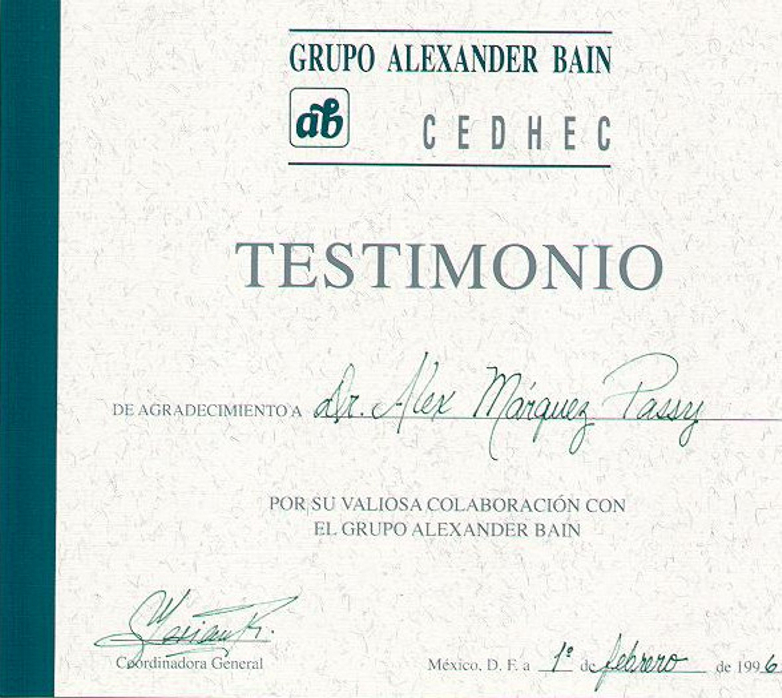 GRUPO ALEXANDER BAIN
ab CEDHEC
TESTIMONIO
DE AGRADECIMIENTO A Dr. Alex Márquez Passy
POR SU VALIOSA COLABORACIÓN CON
EL GRUPO ALEXANDER BAIN
Coordinadora General
México, D. F. a 1º de febrero de 1996